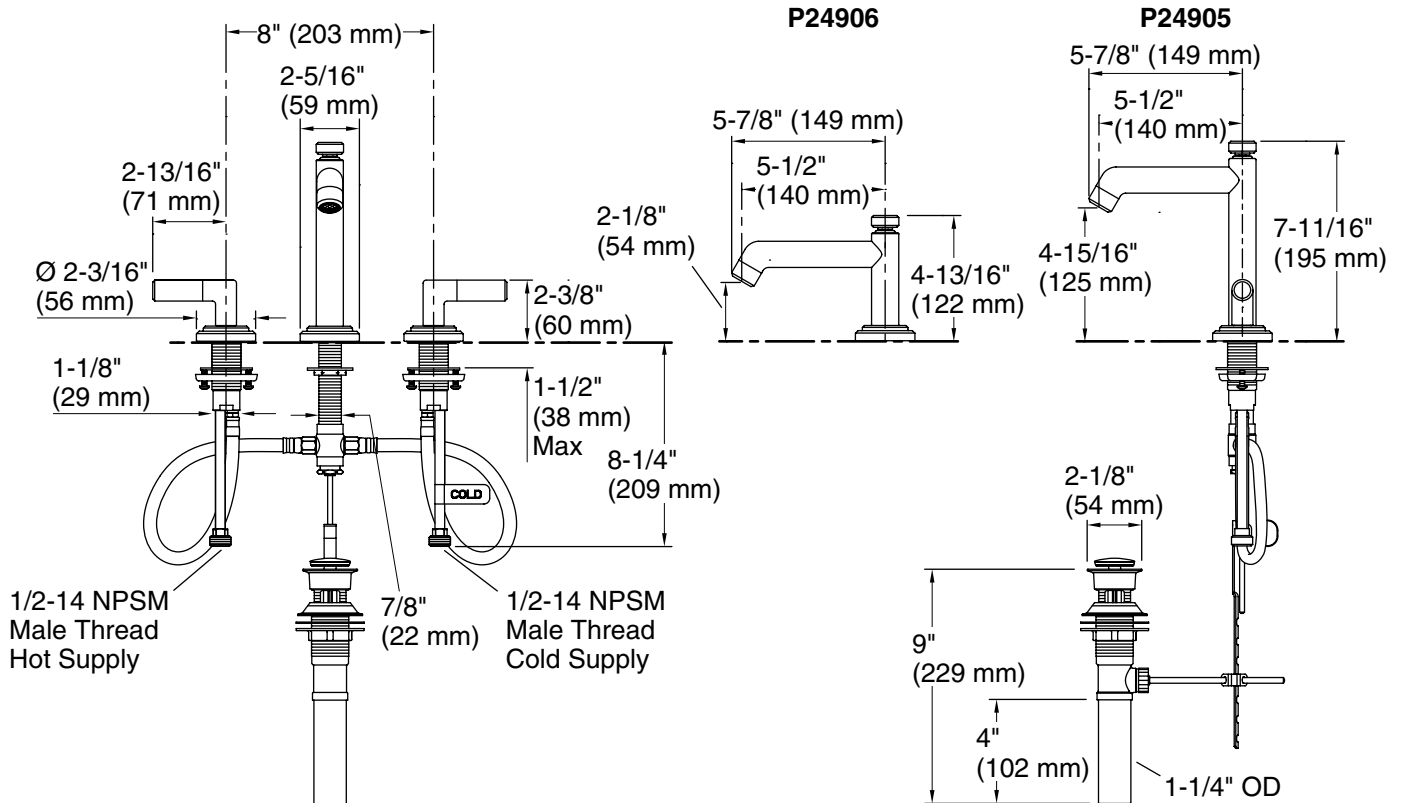 P24906
P24905
8" (203 mm)
2-5/16"
(59 mm)
2-13/16"
(71 mm)
Ø 2-3/16"
(56 mm)
2-3/8"
(60 mm)
1-1/8"
(29 mm)
1-1/2"
(38 mm)
Max
8-1/4"
(209 mm)
COLD
1/2-14 NPSM
Male Thread
Hot Supply
7/8"
(22 mm)
1/2-14 NPSM
Male Thread
Cold Supply
5-7/8" (149 mm)
5-1/2"
(140 mm)
2-1/8"
(54 mm)
4-13/16"
(122 mm)
5-7/8" (149 mm)
5-1/2"
(140 mm)
4-15/16"
(125 mm)
7-11/16"
(195 mm)
2-1/8"
(54 mm)
9"
(229 mm)
4"
(102 mm)
1-1/4" OD